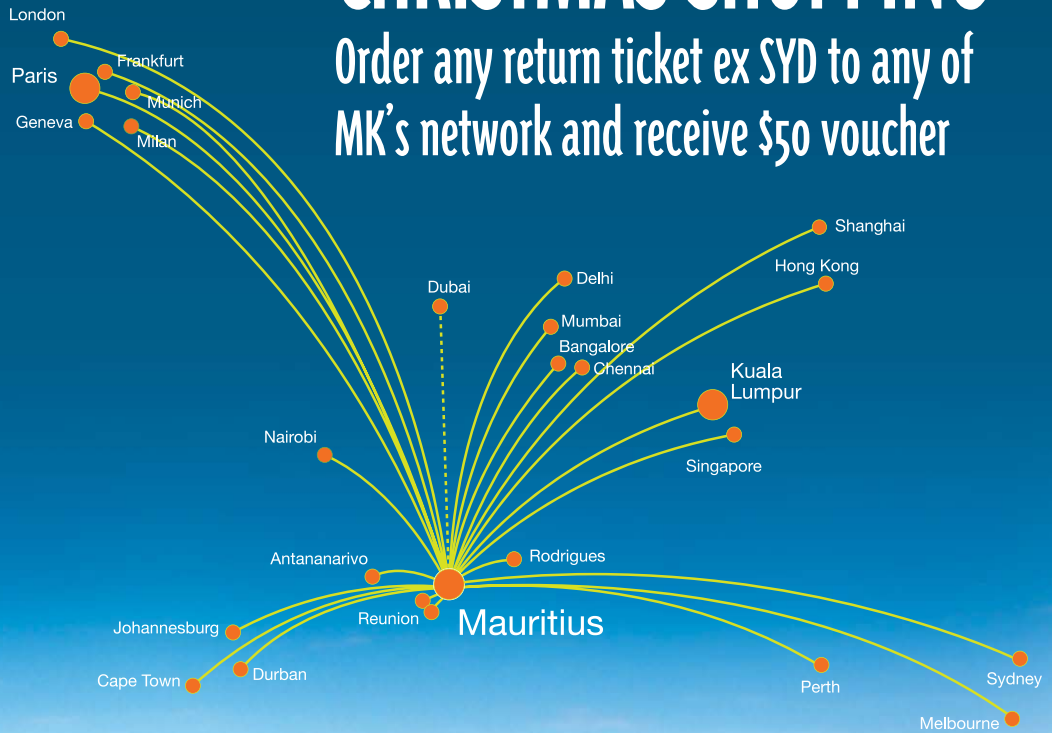 CHRISTMAS SHOPPING
Order any return ticket ex SYD to any of
MK's network and receive $50 voucher
London
Frankfurt
Paris
Munich
Geneva
Milan
Shanghai
Hong Kong
Delhi
Dubai
Mumbai
Bangalore
Chennai
Kuala
Lumpur
Nairobi
Singapore
Antananarivo
Rodrigues
Reunion
Mauritius
Johannesburg
Durban
Cape Town
Perth
Sydney
Melbourne